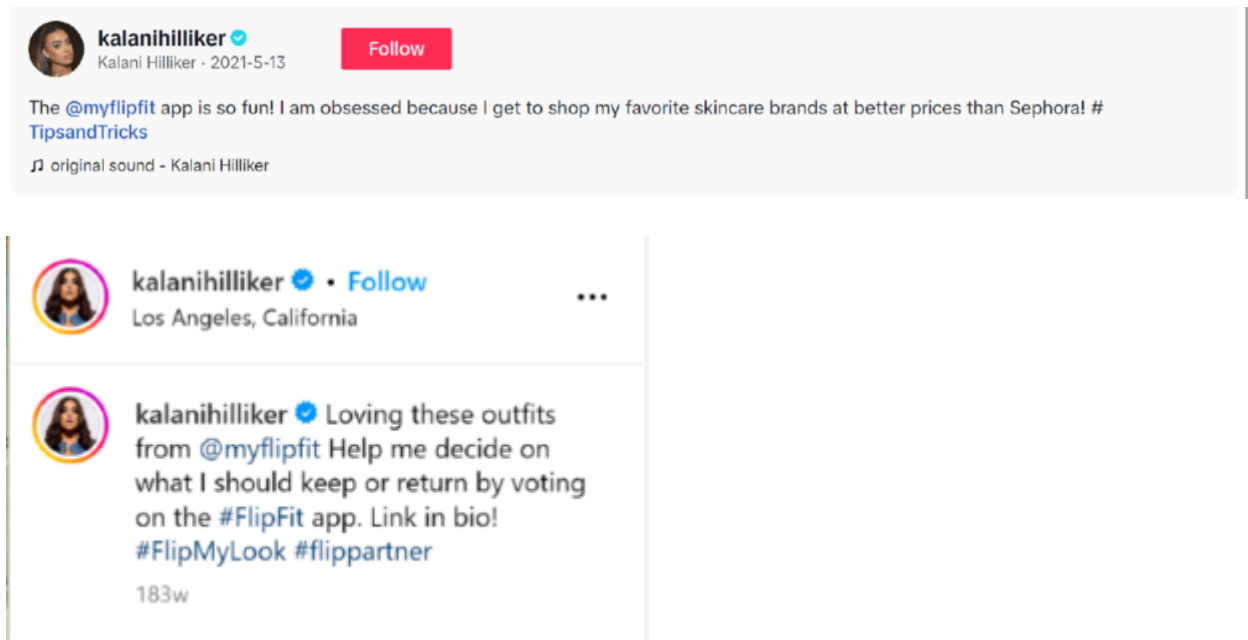 kalanihilliker
Follow
Kalani Hilliker · 2021-5-13
The @myflipfit app is so fun! I am obsessed because I get to shop my favorite skincare brands at better prices than Sephora! #
TipsandTricks
♫ original sound - Kalani Hilliker
kalanihilliker • Follow
Los Angeles, California
kalanihilliker Loving these outfits
from @myflipfit Help me decide on
what I should keep or return by voting
on the #FlipFit app. Link in bio!
#FlipMyLook #flippartner
183w